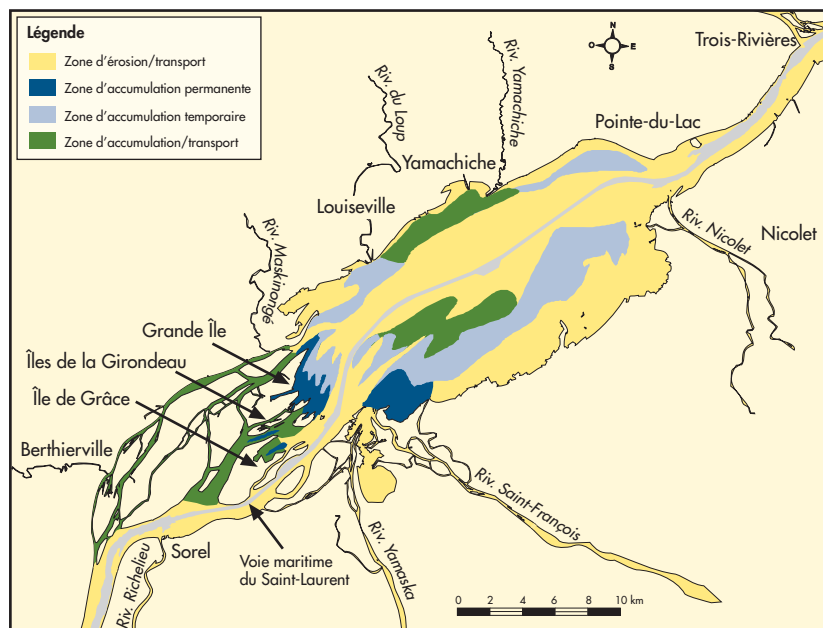 Légende
Zone d'érosion/transport
Zone d'accumulation permanente
Zone d'accumulation temporaire
Zone d'accumulation/transport
N
O
E
S
Trois-Rivières
Riv. du Loup
Riv. Yamachiche
Pointe-du-Lac
Yamachiche
Louiseville
Riv. Maskinongé
Riv. Nicolet
Nicolet
Grande Île
Îles de la Girondeau
Île de Grâce
Berthierville
Riv. Saint-François
Sorel
Voie maritime
du Saint-Laurent
Riv. Yamaska
Riv. Richelieu
0 2 4 6 8 10 km